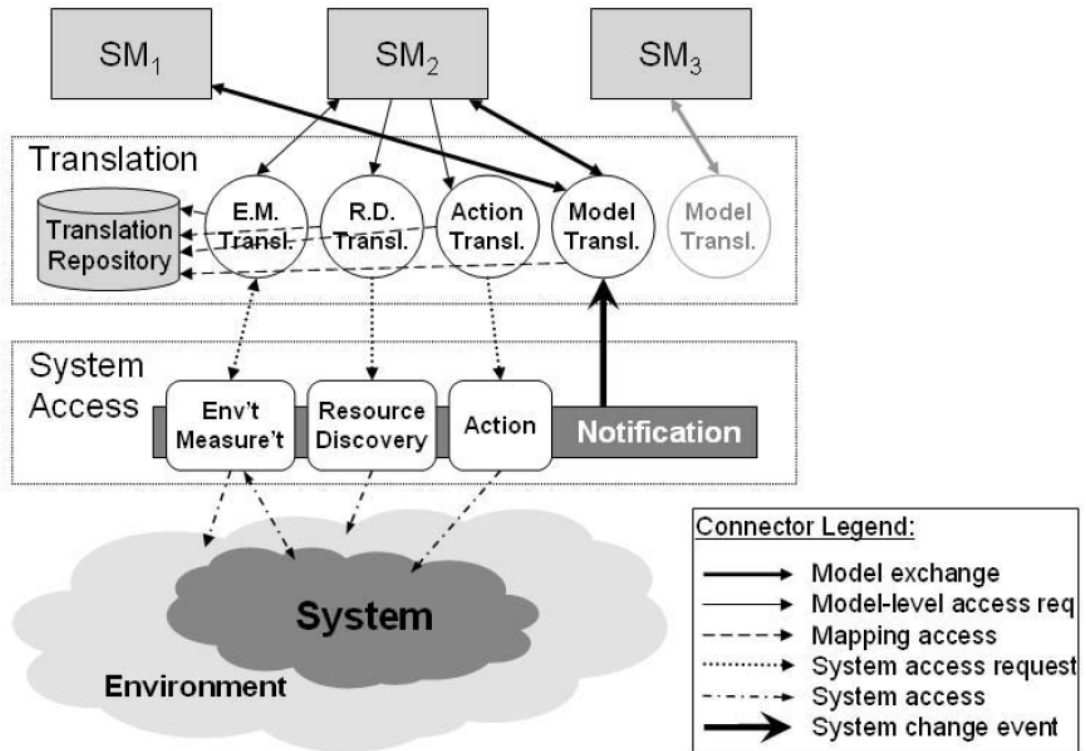 SM1
SM2
SM3
Translation
Translation
Repository
E.M.
Transl.
R.D.
Transl.
Action
Transl.
Model
Transl.
Model
Transl.
System
Access
Env't
Measure't
Resource
Discovery
Action
Notification
System
Environment
Connector Legend:
Model exchange
Model-level access req
Mapping access
System access request
System access
System change event